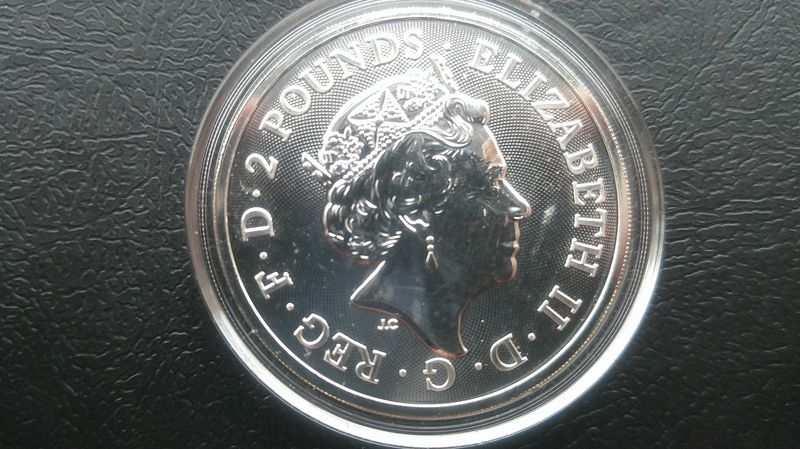 ELIZABETH II · D · G · REG · F · D · 2 POUNDS ·
JC